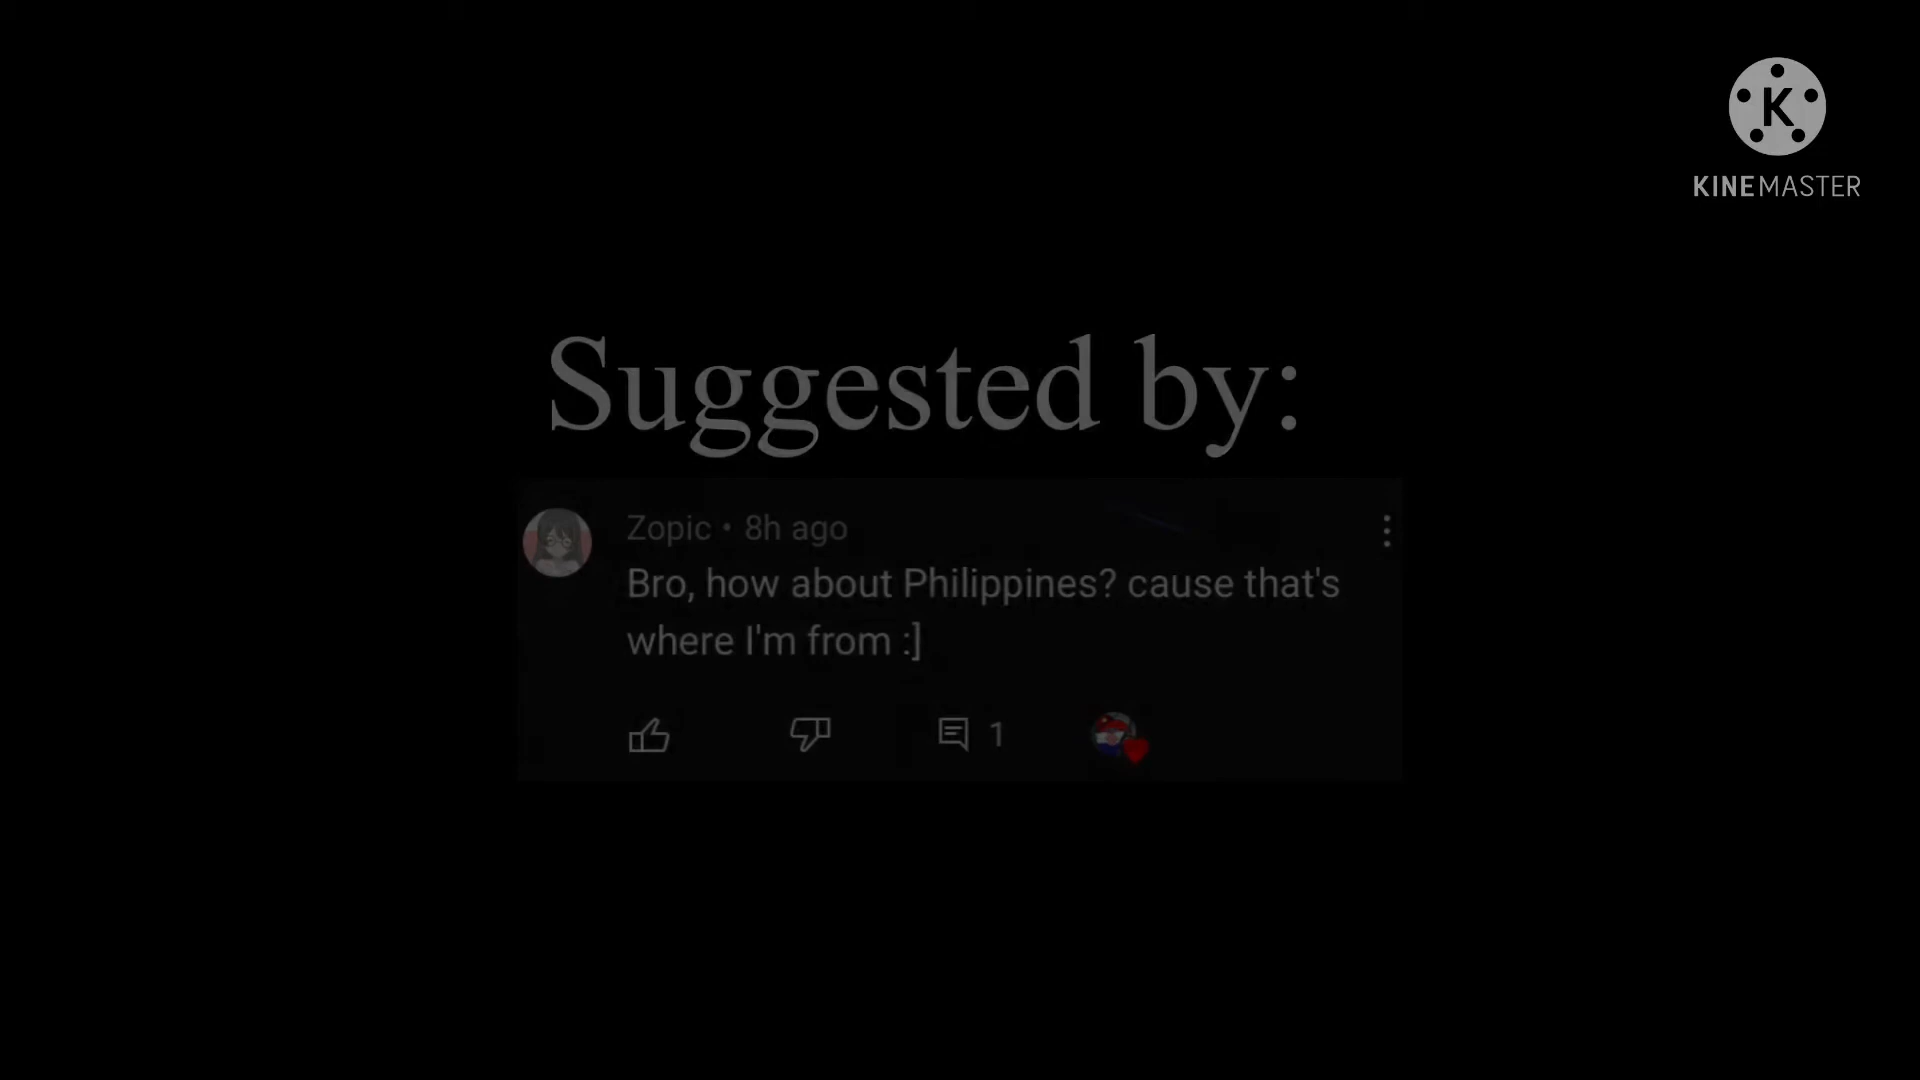 K
KINEMASTER
Suggested by:
Zopic • 8h ago
Bro, how about Philippines? cause that's
where I'm from :]
1